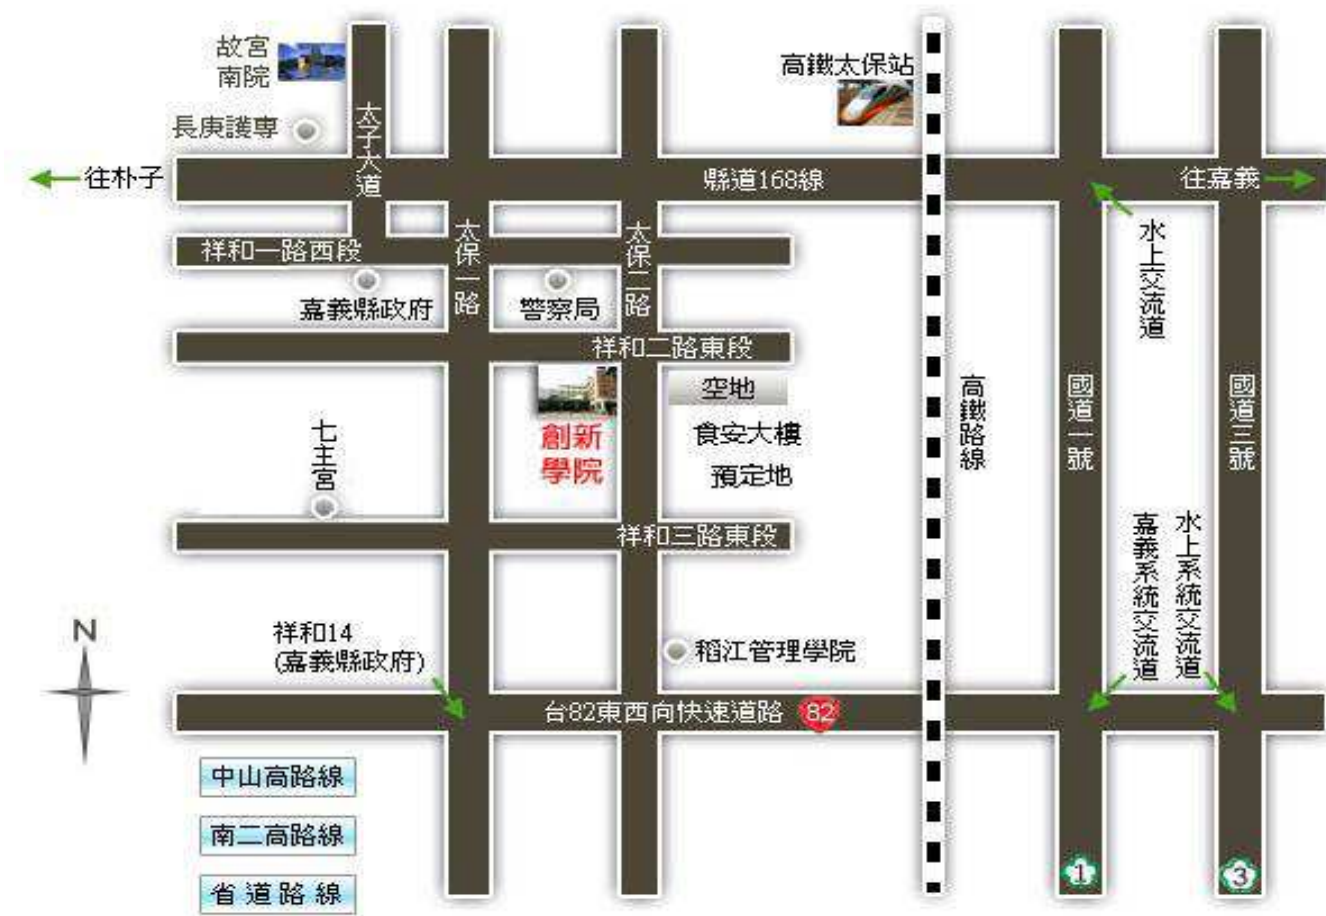 故宮
南院
高鐵太保站
長庚護專
太子大道
往朴子
縣道168線
往嘉義
祥和一路西段
太保一路
太保二路
水上交流道
嘉義縣政府
警察局
祥和二路東段
空地
高鐵路線
國道一號
國道三號
創新
學院
食安大樓
預定地
七主宮
祥和三路東段
嘉義系統交流道
水上系統交流道
N
祥和14
(嘉義縣政府)
稻江管理學院
台82東西向快速道路
82
中山高路線
南二高路線
省道路線
1
3